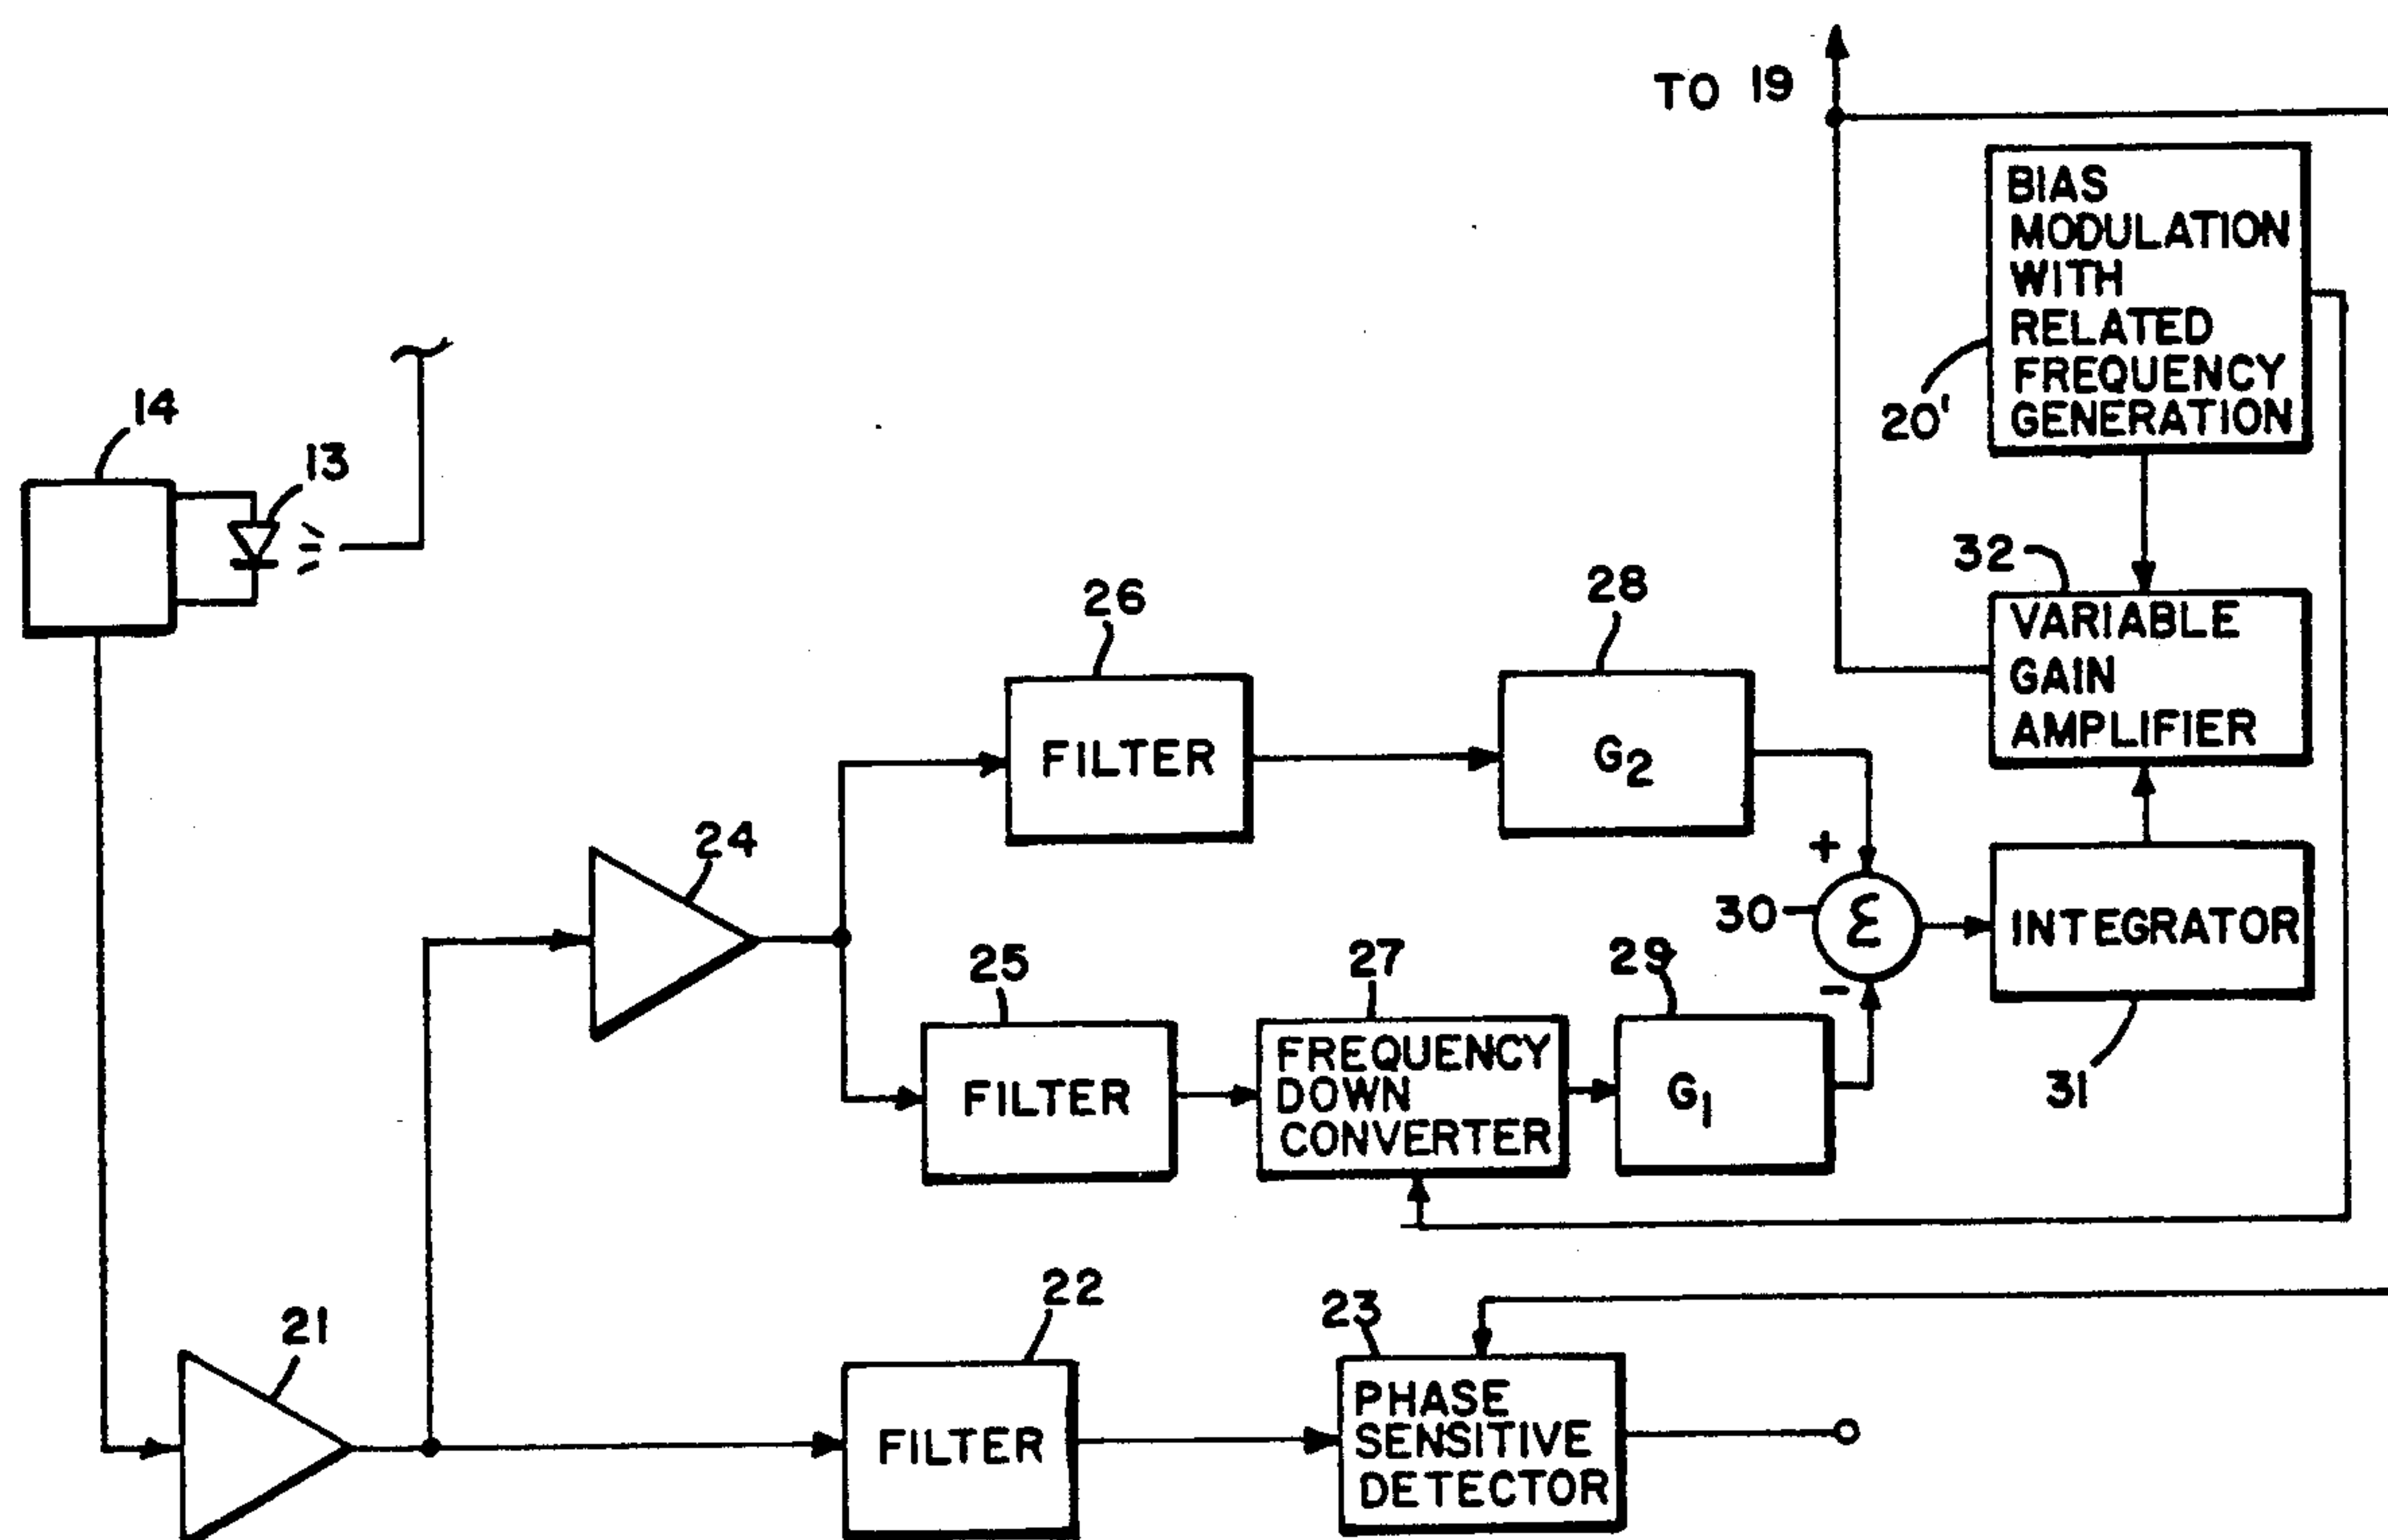 TO 19
BIAS
MODULATION
WITH
RELATED
FREQUENCY
GENERATION
20'
14
13
32
VARIABLE
GAIN
AMPLIFIER
26
FILTER
28
G2
24
+
30
Σ
-
INTEGRATOR
31
25
FILTER
27
FREQUENCY
DOWN
CONVERTER
29
G1
21
22
FILTER
23
PHASE
SENSITIVE
DETECTOR